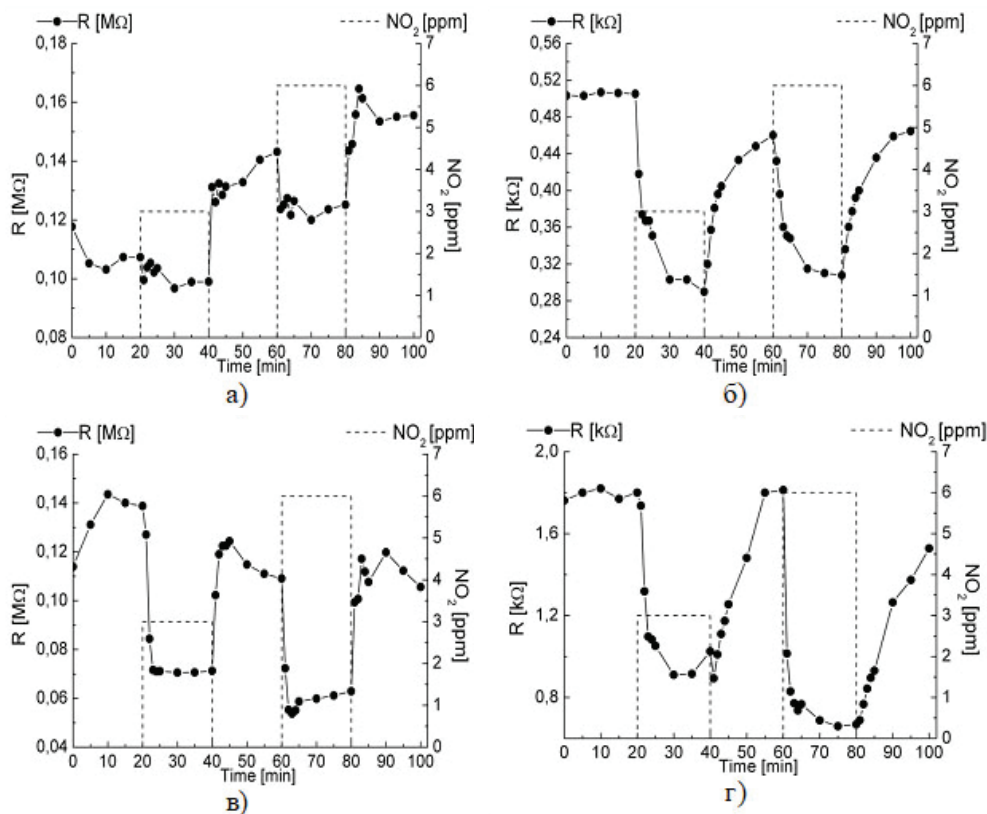 R [MΩ] NO₂ [ppm]
0,18 7
0,16 6
5
0,14 4
0,12 3
2
0,10 1
0,08 0
R [MΩ]
NO₂ [ppm]
0 10 20 30 40 50 60 70 80 90 100
Time [min]
а)
R [kΩ] NO₂ [ppm]
0,56 7
0,52 6
0,48 5
0,44 4
0,40 3
0,36 2
0,32 1
0,28 0
0,24
R [kΩ]
NO₂ [ppm]
0 10 20 30 40 50 60 70 80 90 100
Time [min]
б)
R [MΩ] NO₂ [ppm]
0,16 7
0,14 6
0,12 5
0,10 4
0,08 3
0,06 2
0,04 1
0
R [MΩ]
NO₂ [ppm]
0 10 20 30 40 50 60 70 80 90 100
Time [min]
в)
R [kΩ] NO₂ [ppm]
2,0 7
1,6 6
5
1,2 4
3
0,8 2
1
0
R [kΩ]
NO₂ [ppm]
0 10 20 30 40 50 60 70 80 90 100
Time [min]
г)